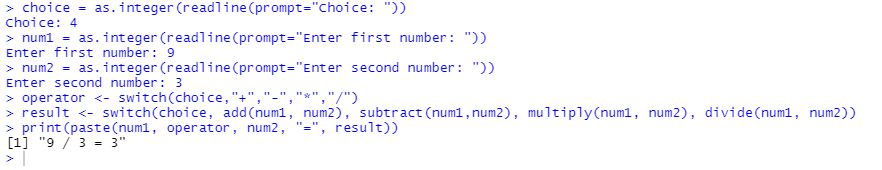 > choice = as.integer(readline(prompt="Choice: "))
Choice: 4
> num1 = as.integer(readline(prompt="Enter first number: "))
Enter first number: 9
> num2 = as.integer(readline(prompt="Enter second number: "))
Enter second number: 3
> operator <- switch(choice,"+","-","*","/")
> result <- switch(choice, add(num1, num2), subtract(num1,num2), multiply(num1, num2), divide(num1, num2))
> print(paste(num1, operator, num2, "=", result))
[1] "9 / 3 = 3"
>